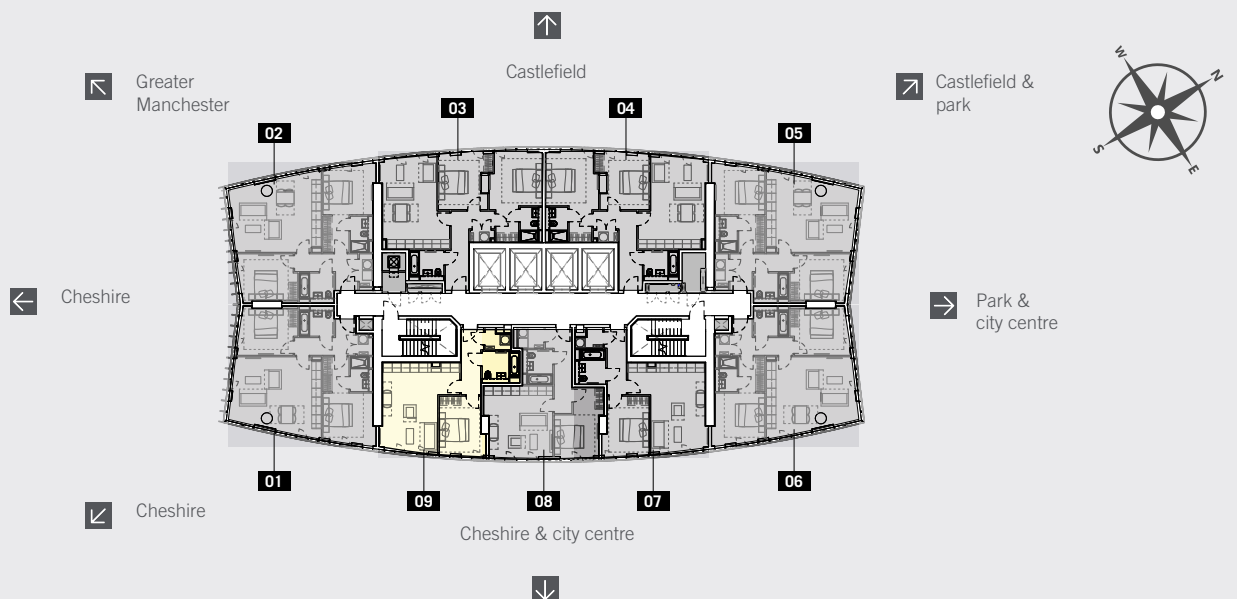 Castlefield
Greater
Manchester
Castlefield &
park
W
N
S
E
03
04
02
05
Cheshire
Park &
city centre
01
09
08
07
06
Cheshire
Cheshire & city centre